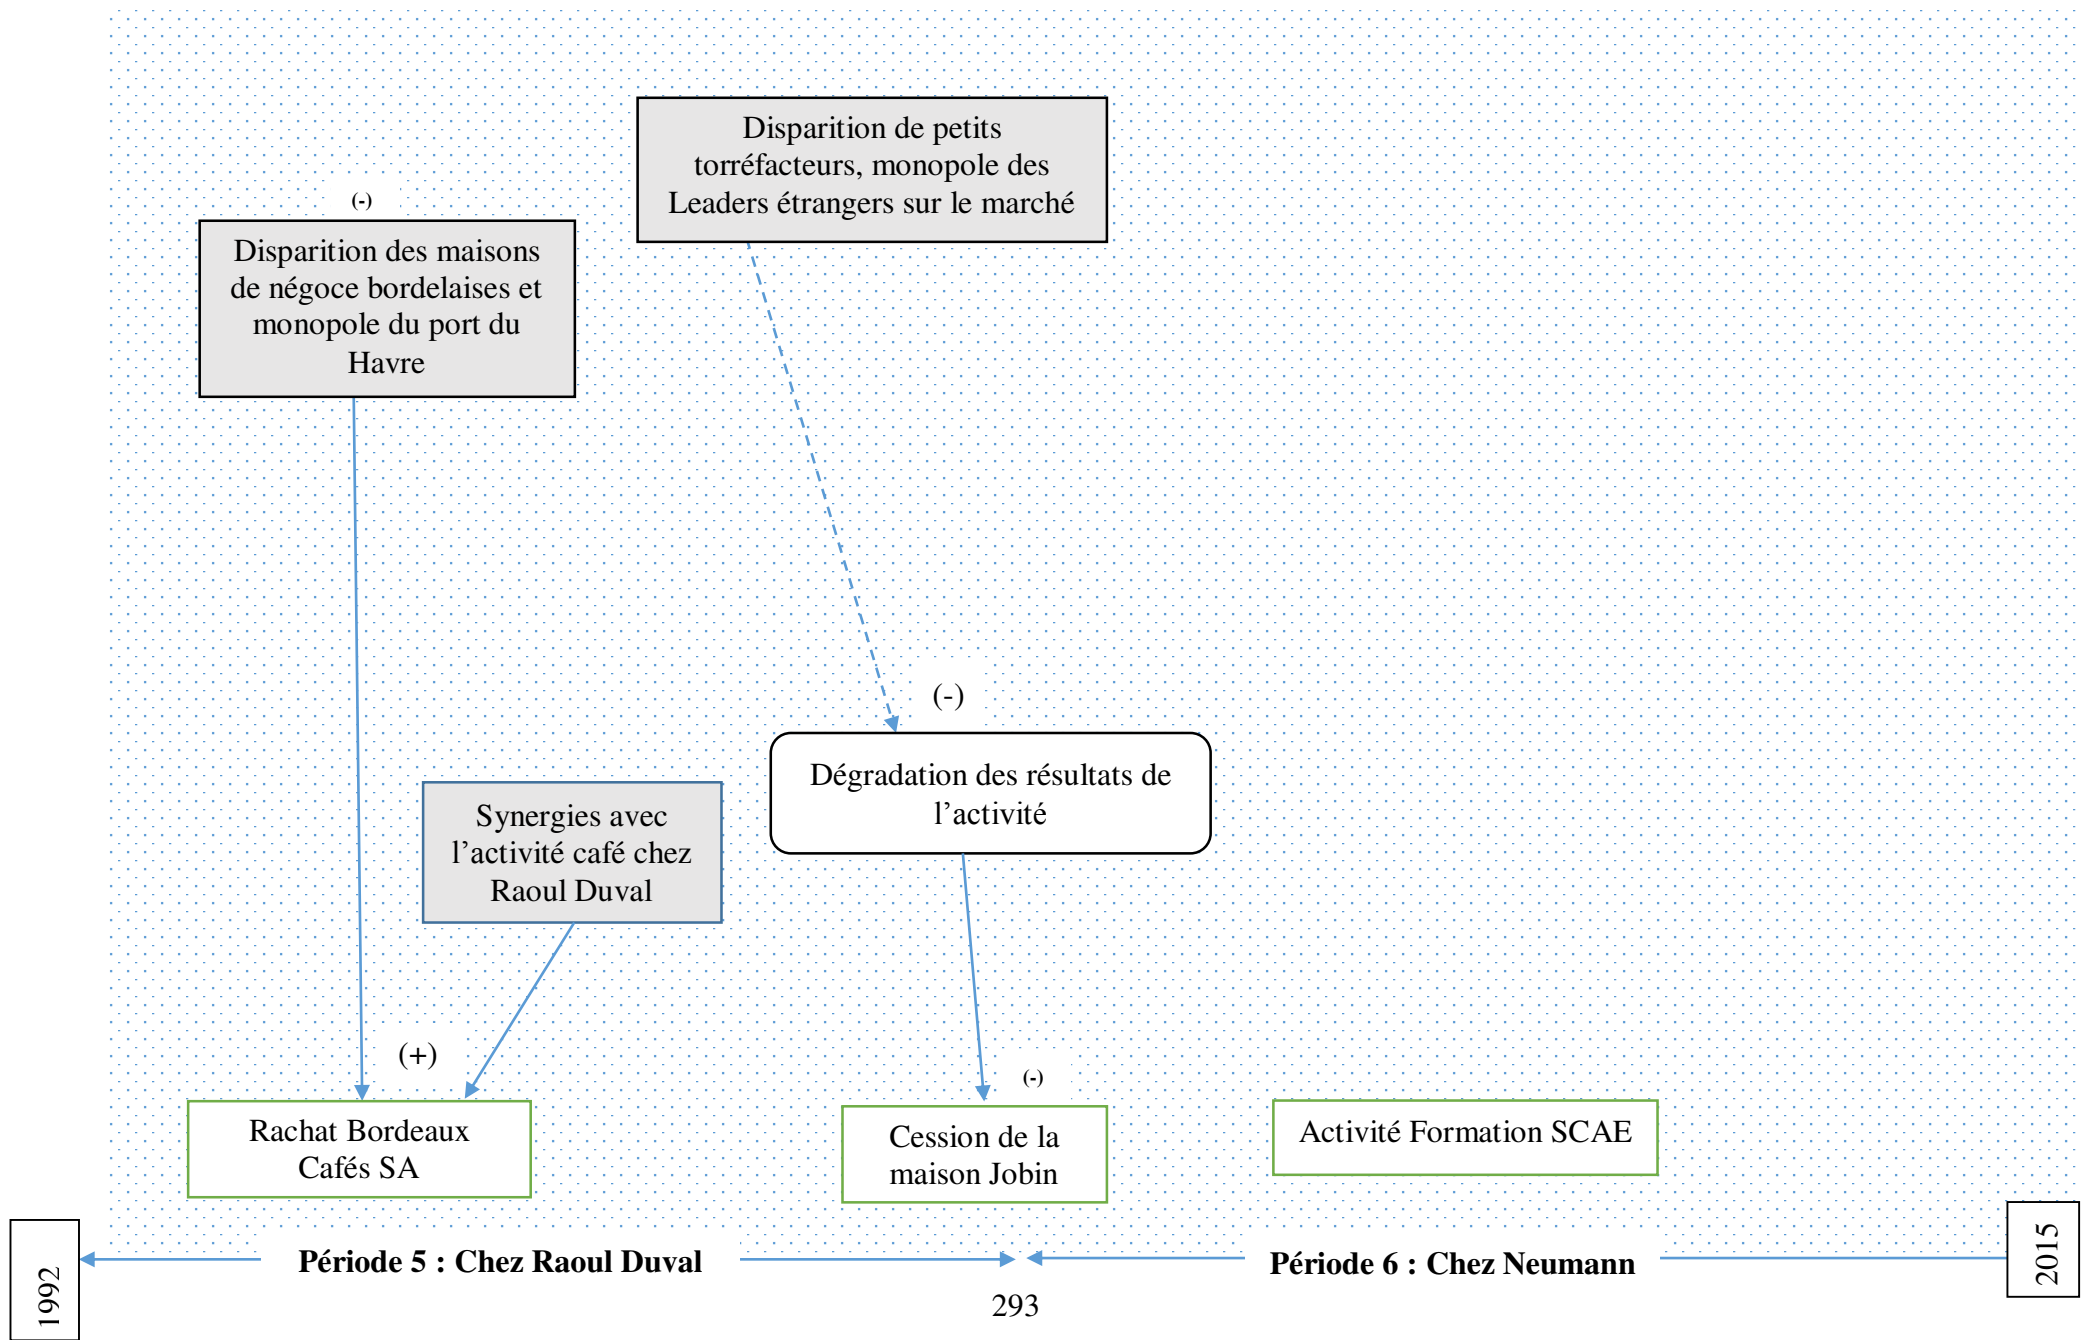 Disparition de petits
torréfacteurs, monopole des
Leaders étrangers sur le marché
(-)
Disparition des maisons
de négoce bordelaises et
monopole du port du
Havre
(-)
Dégradation des résultats de
l’activité
Synergies avec
l’activité café chez
Raoul Duval
(+)
(-)
Rachat Bordeaux
Cafés SA
Cession de la
maison Jobin
Activité Formation SCAE
1992
Période 5 : Chez Raoul Duval
Période 6 : Chez Neumann
2015
293